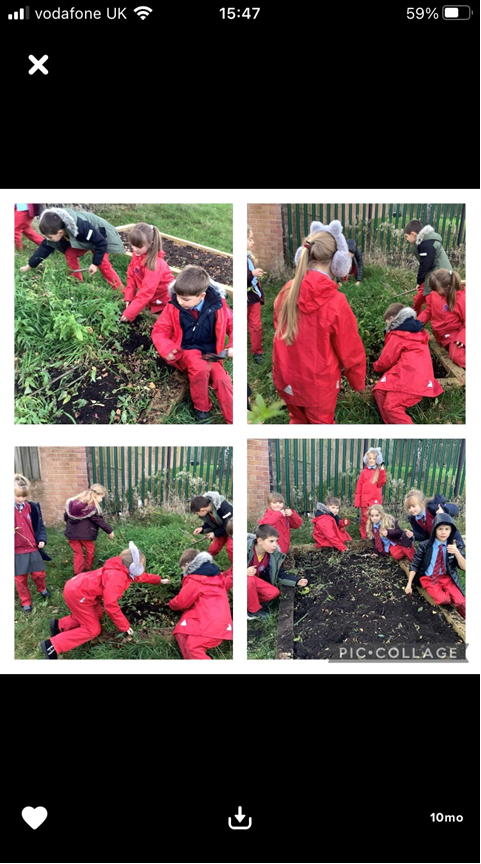 vodafone UK 15:47 59%
PIC•COLLAGE
10mo